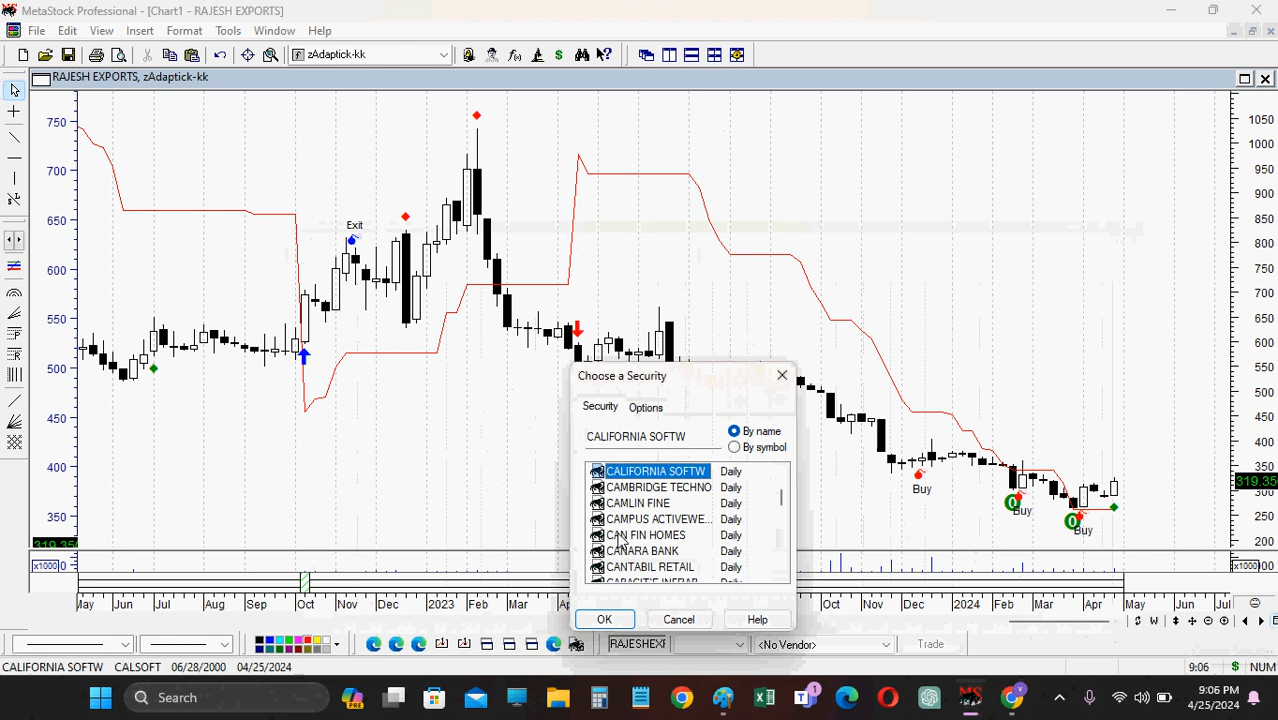 MetaStock Professional - [Chart1 - RAJESH EXPORTS]
File Edit View Insert Format Tools Window Help
zAdaptick-kk
RAJESH EXPORTS, zAdaptick-kk
750
700
650
600
550
500
450
400
350
1050
1000
950
900
850
800
750
700
650
600
550
500
450
400
350
300
250
200
Exit
Buy
Buy
Buy
Choose a Security
Security Options
CALIFORNIA SOFTW
By name
By symbol
CALIFORNIA SOFTW Daily
CAMBRIDGE TECHNO Daily
CAMLIN FINE Daily
CAMPUS ACTIVEWE... Daily
CAN FIN HOMES Daily
CANARA BANK Daily
CANTABIL RETAIL Daily
OK Cancel Help
x1000 x1000
May Jun Jul Aug Sep Oct Nov Dec 2023 Feb Mar Oct Nov Dec 2024 Feb Mar Apr May Jun Jul
RAJESHEXI <No Vendor> Trade
CALIFORNIA SOFTW CALSOFT 06/28/2000 04/25/2024 9:06 NUM
Search
PRE
1
9:06 PM
4/25/2024